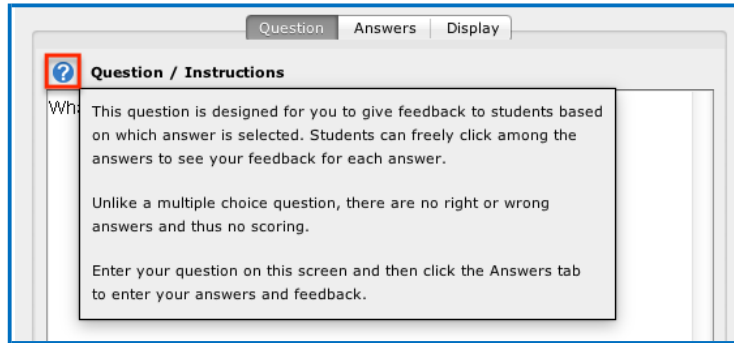 Question Answers Display
Question / Instructions
This question is designed for you to give feedback to students based
on which answer is selected. Students can freely click among the
answers to see your feedback for each answer.
Unlike a multiple choice question, there are no right or wrong
answers and thus no scoring.
Enter your question on this screen and then click the Answers tab
to enter your answers and feedback.